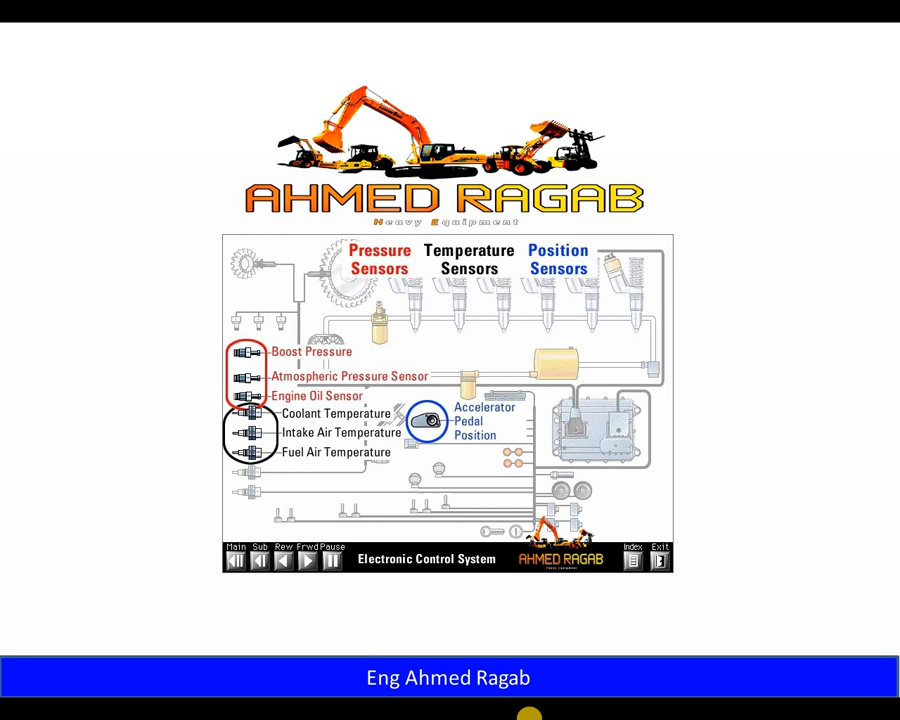 AHMED RAGAB
Heavy Equipment
Pressure Sensors
Temperature Sensors
Position Sensors
Boost Pressure
Atmospheric Pressure Sensor
Engine Oil Sensor
Coolant Temperature
Intake Air Temperature
Fuel Air Temperature
Accelerator
Pedal
Position
Main Sub Rew Frwd Pause
Electronic Control System
AHMED RAGAB
Index Exit
Eng Ahmed Ragab